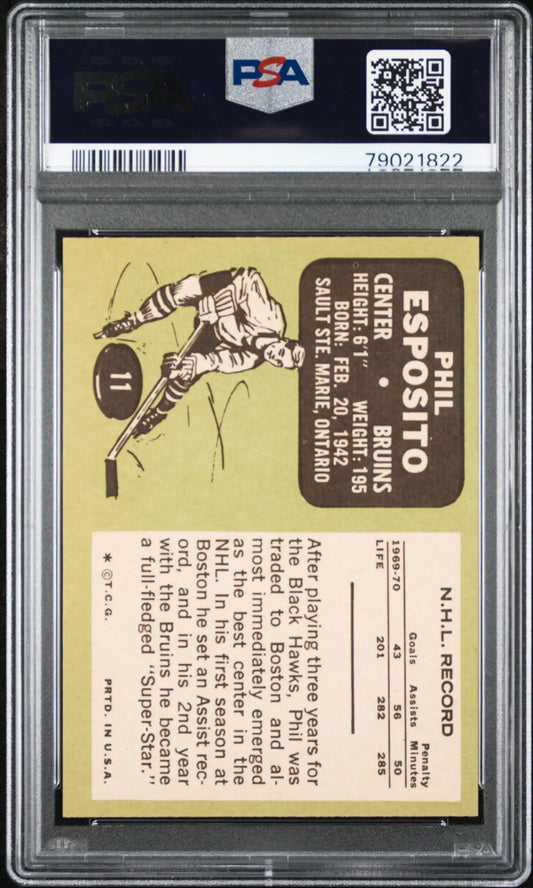 PSA
PSA
79021822
PHIL
ESPOSITO
CENTER • BRUINS
HEIGHT: 6'1" WEIGHT: 195
BORN: FEB. 20, 1942
SAULT STE. MARIE, ONTARIO
11
N.H.L. RECORD
Goals Assists Penalty Minutes
1969-70 43 56 50
LIFE 201 282 285
After playing three years for
the Black Hawks, Phil was
traded to Boston and al-
most immediately emerged
as the best center in the
NHL. In his first season at
Boston he set an Assist rec-
ord, and in his 2nd year
with the Bruins he became
a full-fledged "Super-Star."
* ©T.C.G. PRTD. IN U.S.A.
PSA